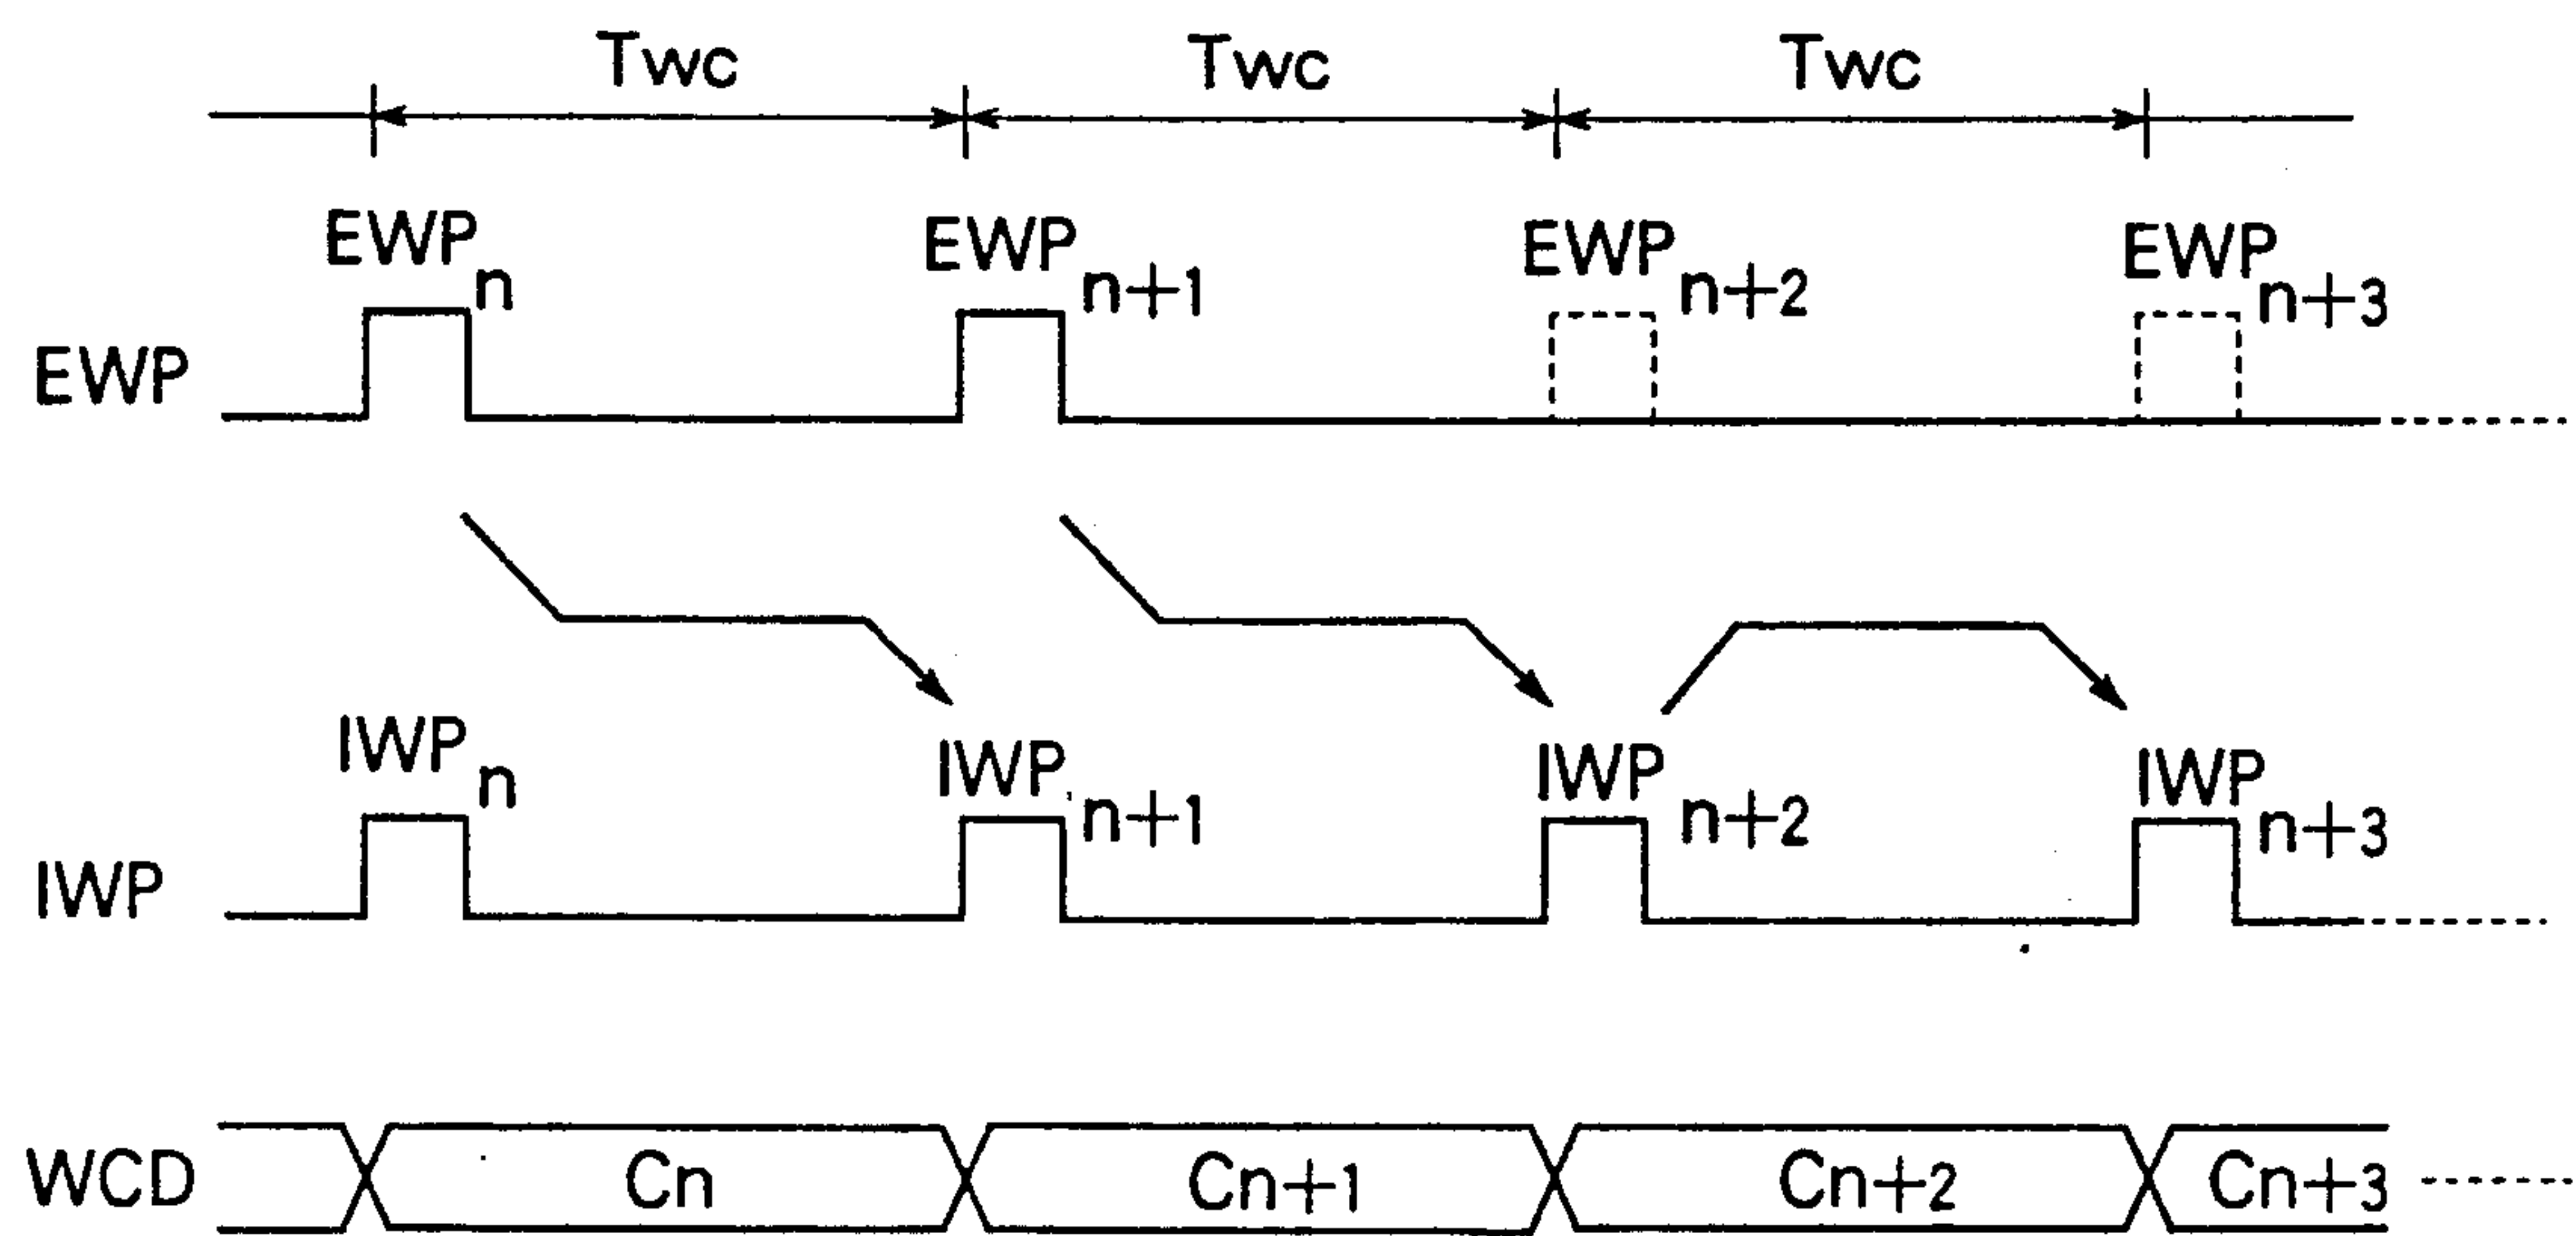 Twc Twc Twc
EWPn EWPn+1 EWPn+2 EWPn+3
EWP
IWPn IWPn+1 IWPn+2 IWPn+3
IWP
WCD Cn Cn+1 Cn+2 Cn+3